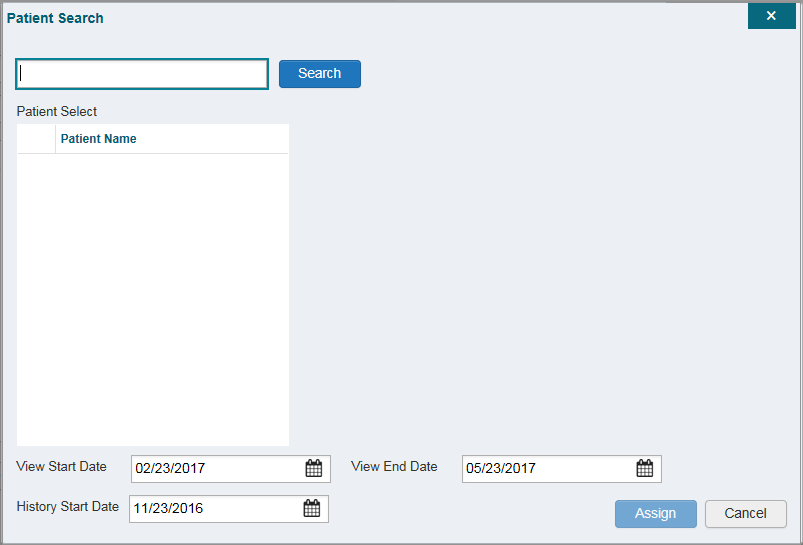 Patient Search
Search
Patient Select
Patient Name
View Start Date 02/23/2017 View End Date 05/23/2017
History Start Date 11/23/2016
Assign Cancel